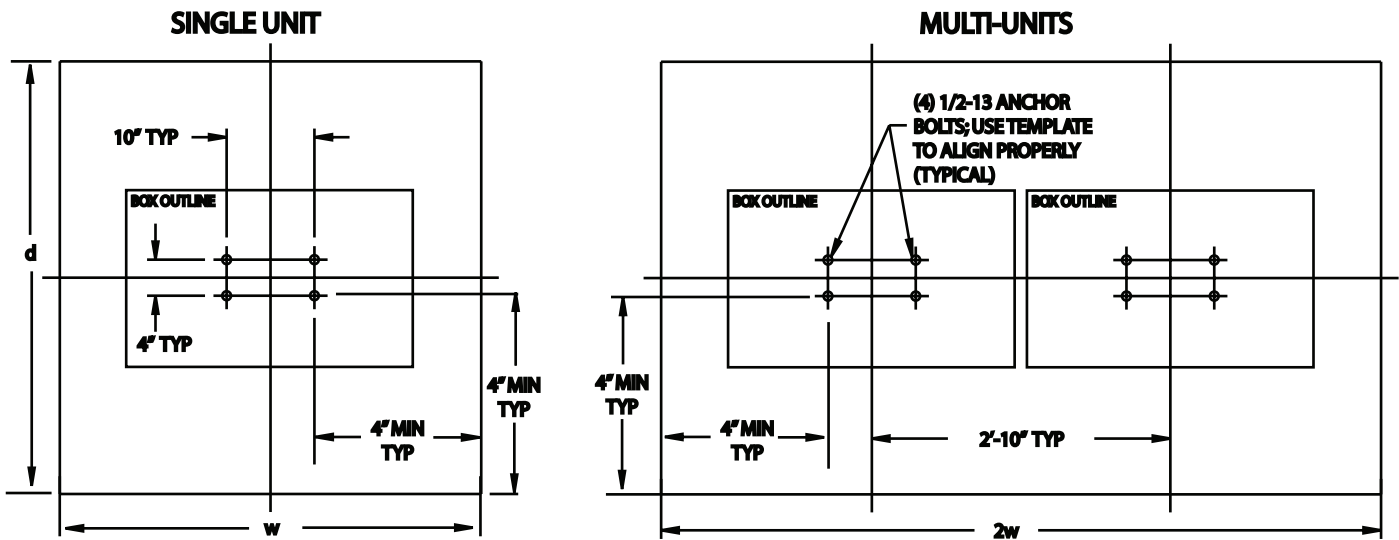 SINGLE UNIT
10" TYP
BOX OUTLINE
d
4" TYP
4" MIN
TYP
4" MIN
TYP
w
MULTI-UNITS
(4) 1/2-13 ANCHOR
BOLTS; USE TEMPLATE
TO ALIGN PROPERLY
(TYPICAL)
BOX OUTLINE
BOX OUTLINE
4" MIN
TYP
4" MIN
TYP
2'-10" TYP
2w